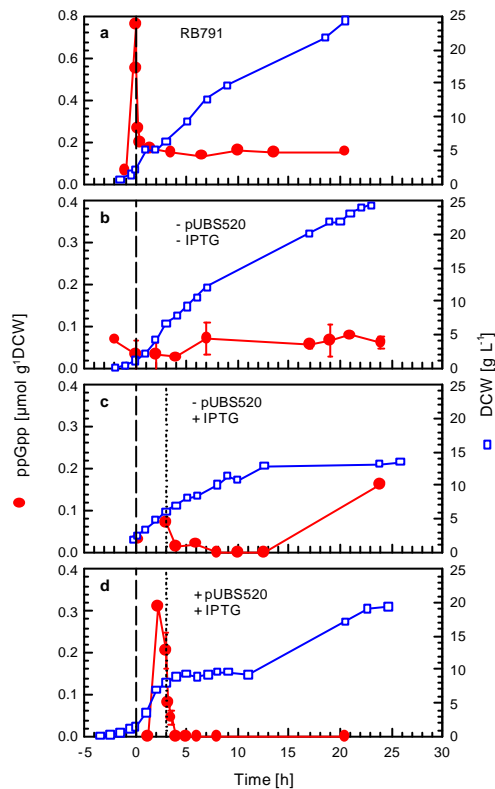 a
RB791
0.8
0.6
0.4
0.2
0.0
25
20
15
10
5
0
b
- pUBS520
- IPTG
0.4
0.3
0.2
0.1
0.0
25
20
15
10
5
0
c
- pUBS520
+ IPTG
0.4
0.3
0.2
0.1
0.0
25
20
15
10
5
0
d
+ pUBS520
+ IPTG
0.3
0.2
0.1
0.0
25
20
15
10
5
0
-5 0 5 10 15 20 25 30
Time [h]
ppGpp [µmol g¹DCW]
DCW [g L⁻¹]